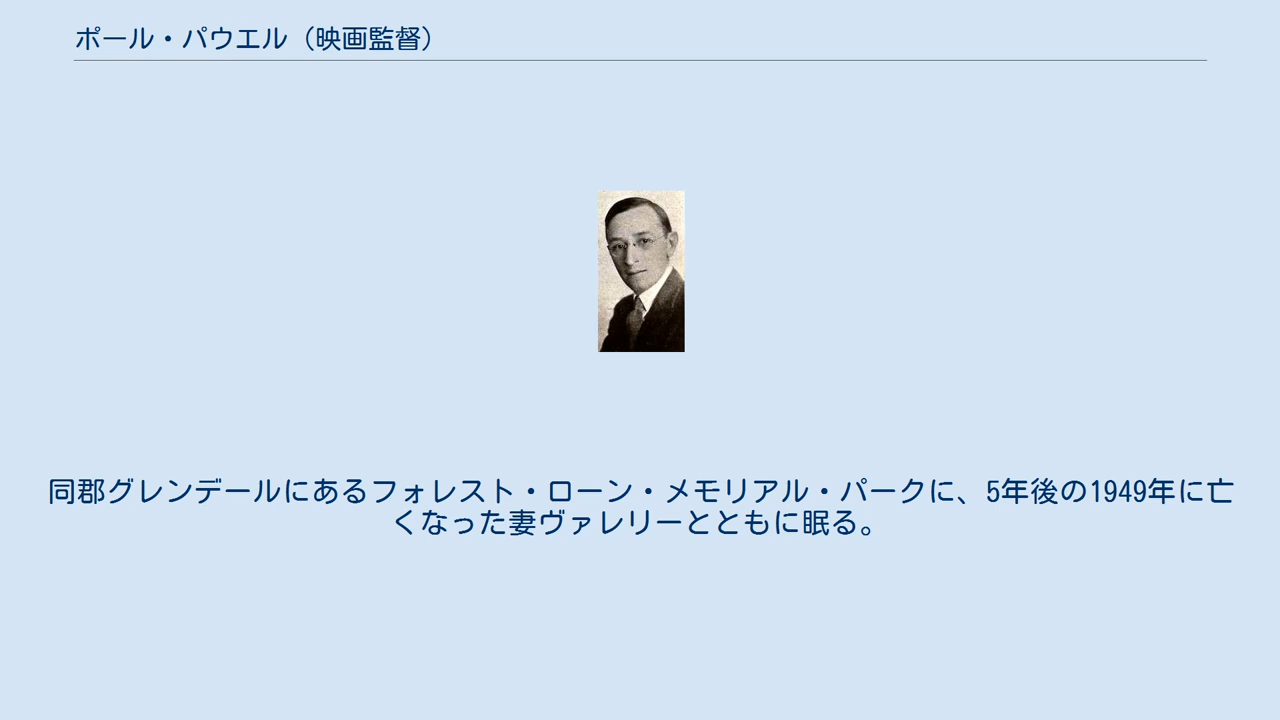 ポール・パウエル（映画監督）
同郡グレンデールにあるフォレスト・ローン・メモリアル・パークに、5年後の1949年に亡
くなった妻ヴァレリーとともに眠る。